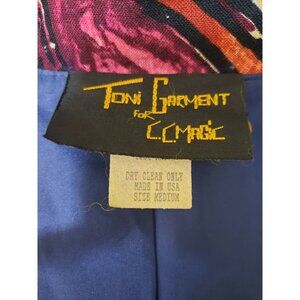 Toni Garment
for
C.C. Magic
DRY CLEAN ONLY
MADE IN USA
SIZE MEDIUM